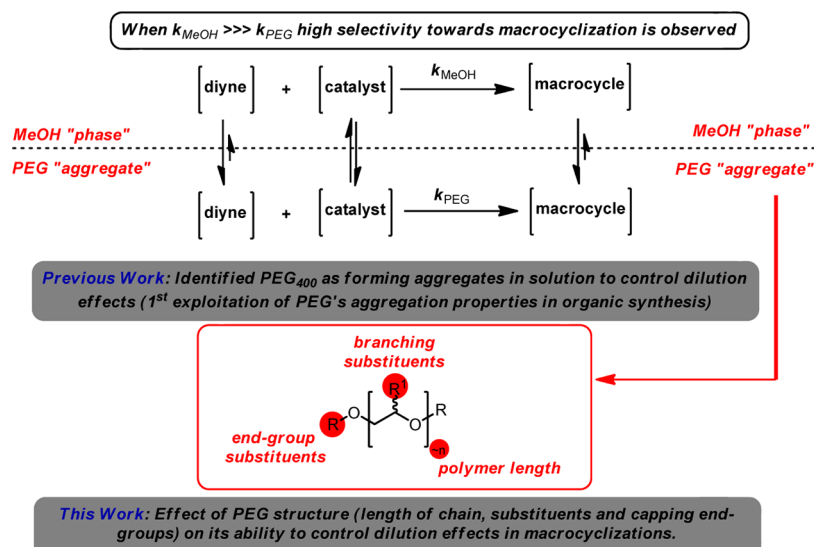 When kMeOH >>> kPEG high selectivity towards macrocyclization is observed
[diyne] + [catalyst] kMeOH [macrocycle]
MeOH "phase" MeOH "phase"
PEG "aggregate" PEG "aggregate"
[diyne] + [catalyst] kPEG [macrocycle]
Previous Work: Identified PEG400 as forming aggregates in solution to control dilution
effects (1st exploitation of PEG's aggregation properties in organic synthesis)
branching
substituents
R1
R O O R
~n
end-group
substituents
polymer length
This Work: Effect of PEG structure (length of chain, substituents and capping end-
groups) on its ability to control dilution effects in macrocyclizations.